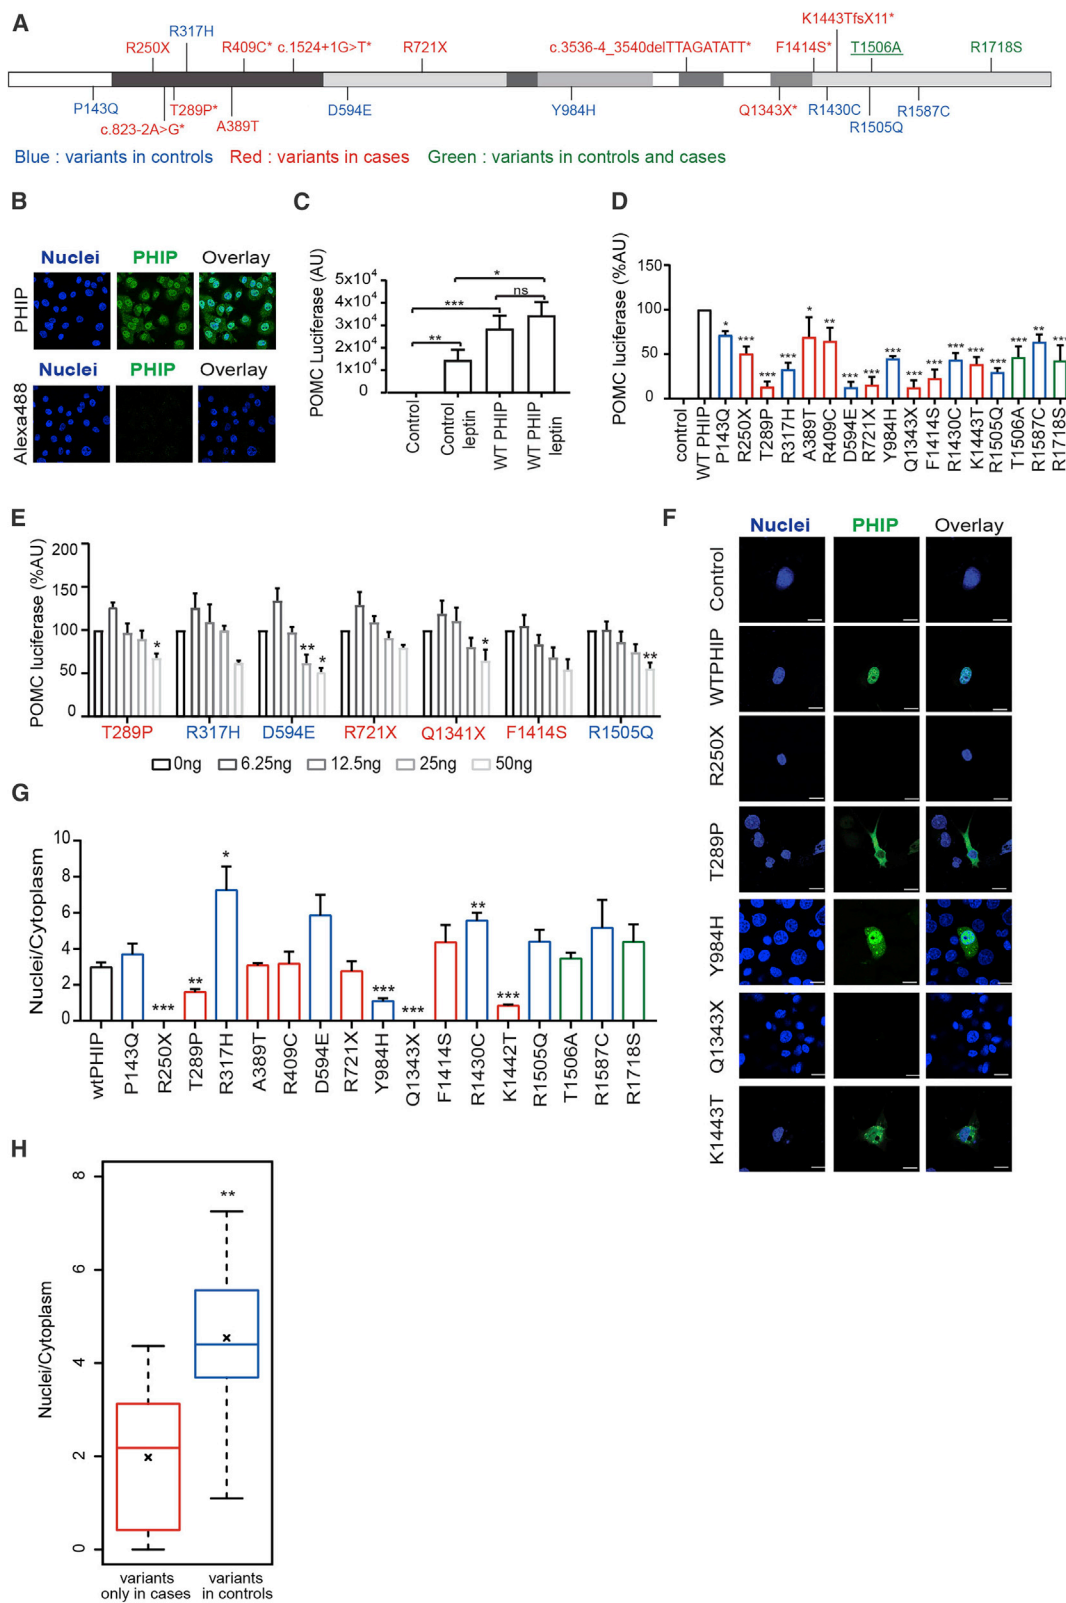 A
K1443TfsX11*
R317H
R250X
R409C*
c.1524+1G>T*
R721X
c.3536-4_3540delTTAGATATT*
F1414S*
T1506A
R1718S
P143Q
T289P*
D594E
Y984H
Q1343X*
R1430C
R1587C
c.823-2A>G*
A389T
R1505Q
Blue : variants in controls Red : variants in cases Green : variants in controls and cases
B
Nuclei PHIP Overlay
PHIP
Nuclei PHIP Overlay
Alexa488
C
POMC Luciferase (AU)
5x10⁴
4x10⁴
3x10⁴
2x10⁴
1x10⁴
0
*
ns
***
**
Control
Control leptin
WT PHIP
WT PHIP leptin
D
POMC luciferase (%AU)
150
100
50
0
* *** *** *** * ** *** *** *** *** *** *** *** *** *** ** ***
control
WT PHIP
P143Q
R250X
T289P
R317H
A389T
R409C
D594E
R721X
Y984H
Q1343X
F1414S
R1430C
K1443T
R1505Q
T1506A
R1587C
R1718S
E
POMC luciferase (%AU)
200
150
100
50
0
* ** * * **
T289P R317H D594E R721X Q1341X F1414S R1505Q
0ng 6.25ng 12.5ng 25ng 50ng
F
Nuclei PHIP Overlay
Control
WTPHIP
R250X
T289P
Y984H
Q1343X
K1443T
G
Nuclei/Cytoplasm
10
8
6
4
2
0
*** ** * *** *** ** ***
wtPHIP
P143Q
R250X
T289P
R317H
A389T
R409C
D594E
R721X
Y984H
Q1343X
F1414S
R1430C
K1442T
R1505Q
T1506A
R1587C
R1718S
H
Nuclei/Cytoplasm
8
6
4
2
0
**
variants
only in cases
variants
in controls